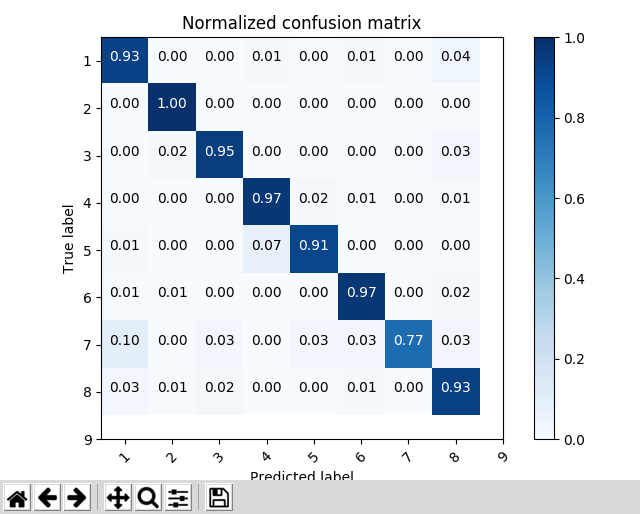 Normalized confusion matrix
1 0.93 0.00 0.00 0.01 0.00 0.01 0.00 0.04
2 0.00 1.00 0.00 0.00 0.00 0.00 0.00 0.00
3 0.00 0.02 0.95 0.00 0.00 0.00 0.00 0.03
4 0.00 0.00 0.00 0.97 0.02 0.01 0.00 0.01
5 0.01 0.00 0.00 0.07 0.91 0.00 0.00 0.00
6 0.01 0.01 0.00 0.00 0.00 0.97 0.00 0.02
7 0.10 0.00 0.03 0.00 0.03 0.03 0.77 0.03
8 0.03 0.01 0.02 0.00 0.00 0.01 0.00 0.93
9
1 2 3 4 5 6 7 8 9
True label
Predicted label
1.0
0.8
0.6
0.4
0.2
0.0